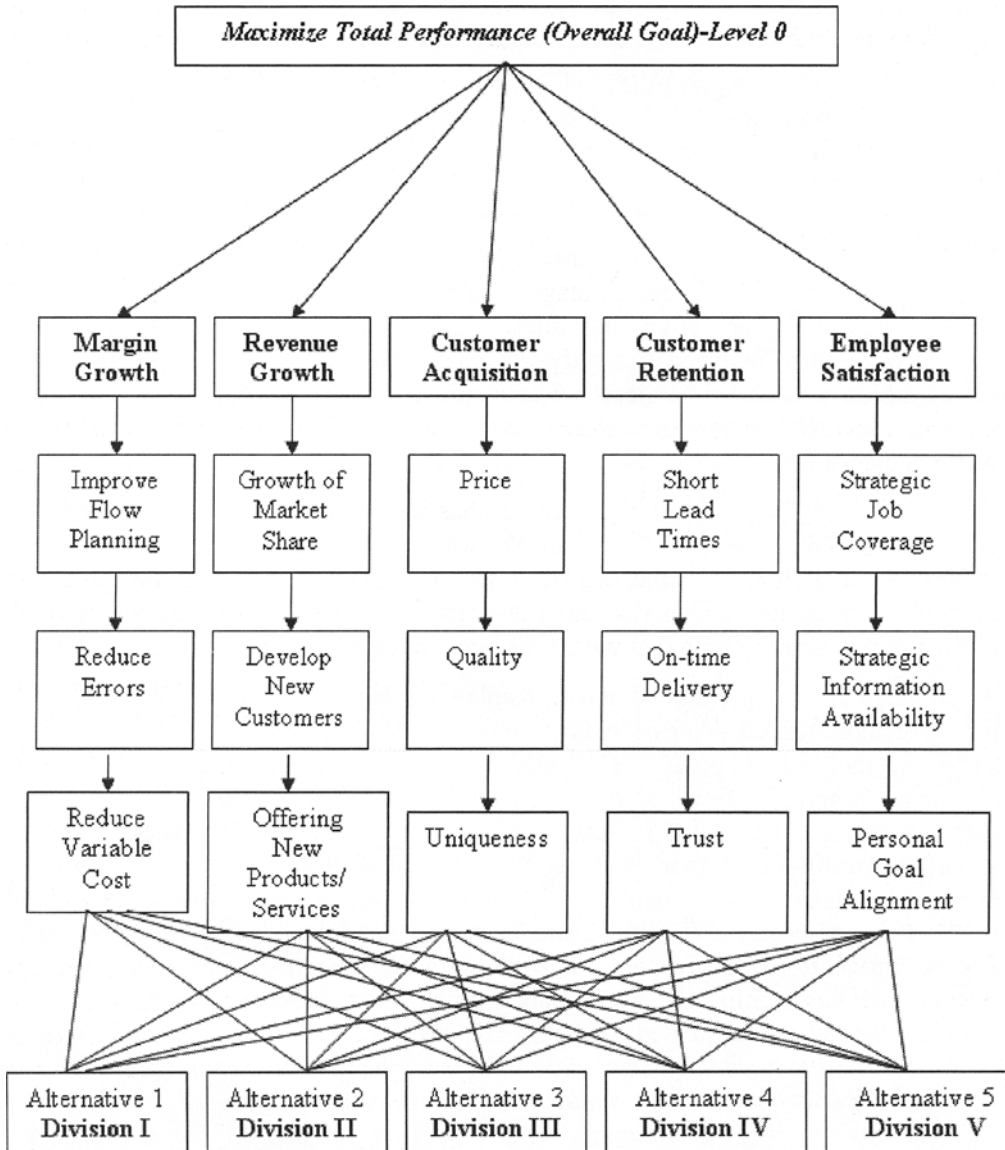 Maximize Total Performance (Overall Goal)-Level 0
Margin
Growth
Revenue
Growth
Customer
Acquisition
Customer
Retention
Employee
Satisfaction
Improve
Flow
Planning
Growth of
Market
Share
Price
Short
Lead
Times
Strategic
Job
Coverage
Reduce
Errors
Develop
New
Customers
Quality
On-time
Delivery
Strategic
Information
Availability
Reduce
Variable
Cost
Offering
New
Products/
Services
Uniqueness
Trust
Personal
Goal
Alignment
Alternative 1
Division I
Alternative 2
Division II
Alternative 3
Division III
Alternative 4
Division IV
Alternative 5
Division V